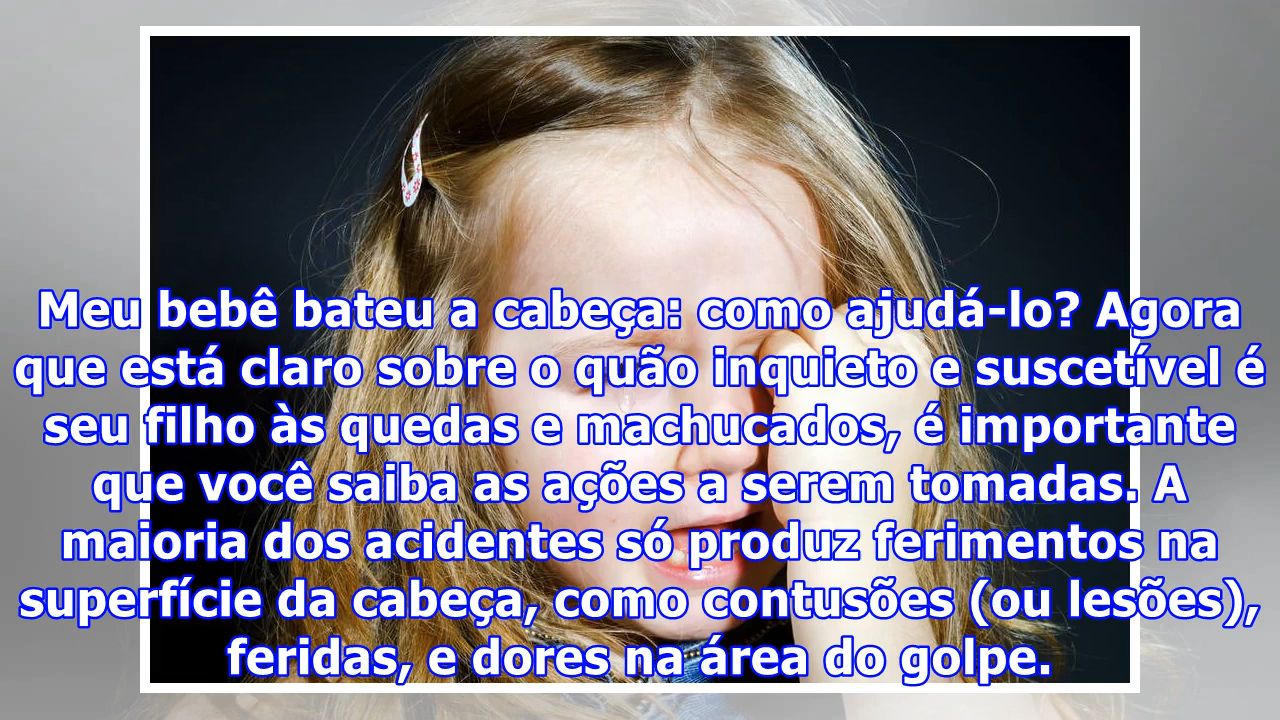 Meu bebê bateu a cabeça: como ajudá-lo? Agora
que está claro sobre o quão inquieto e suscetível é
seu filho às quedas e machucados, é importante
que você saiba as ações a serem tomadas. A
maioria dos acidentes só produz ferimentos na
superfície da cabeça, como contusões (ou lesões),
feridas, e dores na área do golpe.